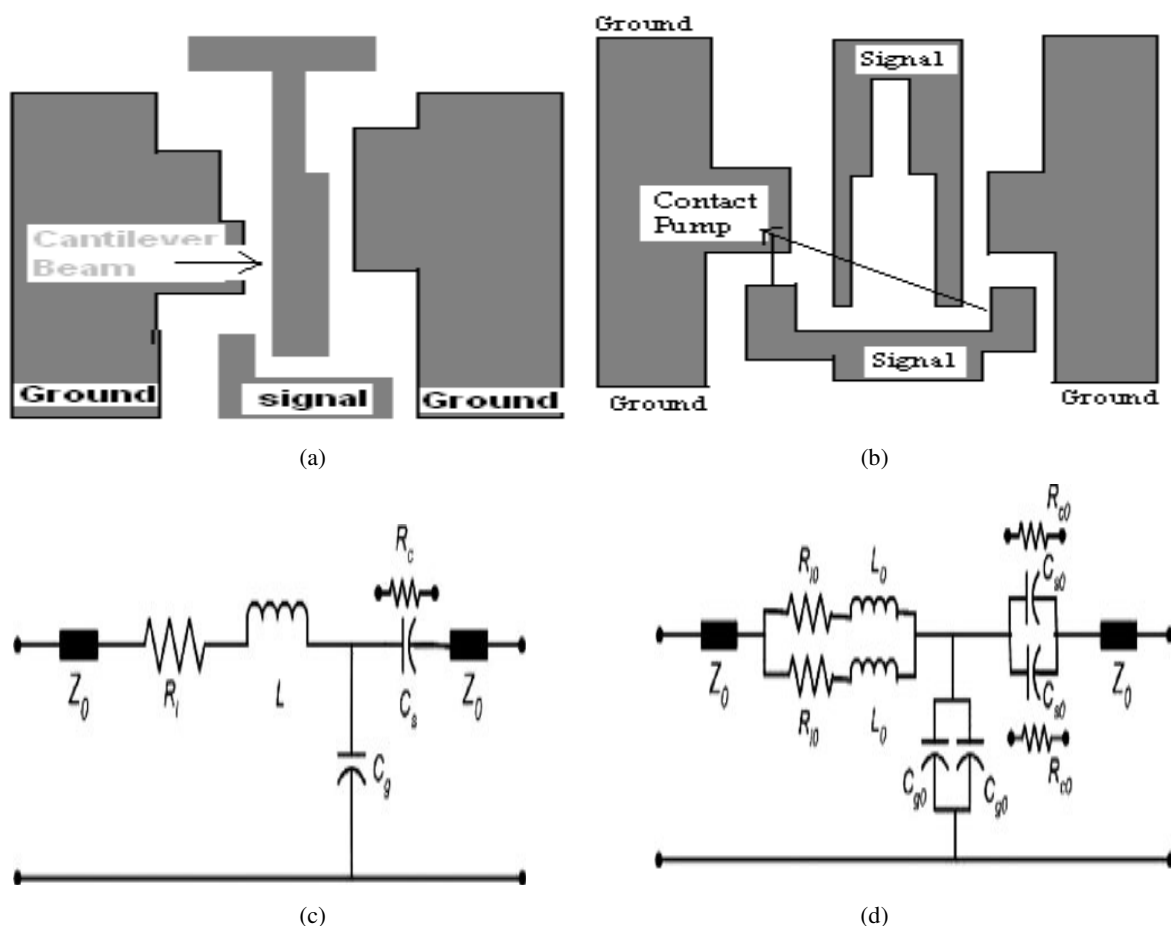 Cantilever
Beam
Ground
signal
Ground
(a)
Ground
Signal
Contact
Pump
Signal
Ground
Ground
(b)
R_c
Z_0
R_l
L
C_s
Z_0
C_g
(c)
R_c0
R_l0
L_0
C_s0
Z_0
R_l0
L_0
C_s0
Z_0
C_g0
C_g0
R_c0
(d)